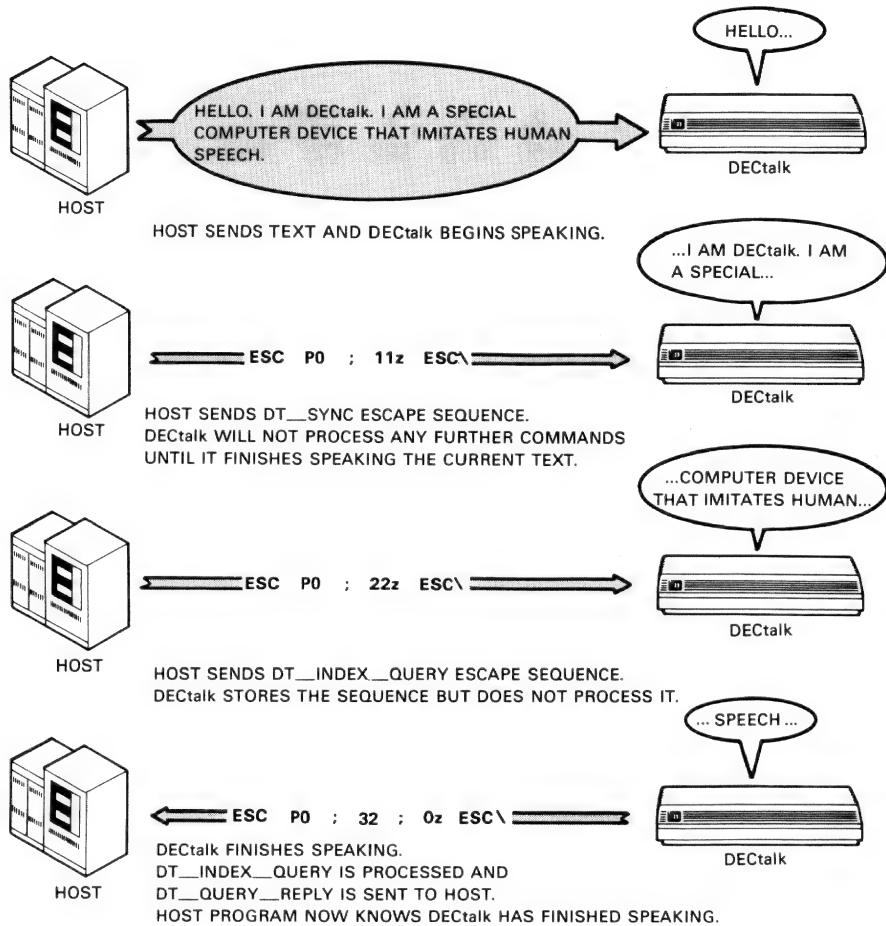 HELLO...
HELLO. I AM DECtalk. I AM A SPECIAL
COMPUTER DEVICE THAT IMITATES HUMAN
SPEECH.
HOST
DECtalk
HOST SENDS TEXT AND DECtalk BEGINS SPEAKING.
...I AM DECtalk. I AM
A SPECIAL...
ESC P0 ; 11z ESC\
HOST
DECtalk
HOST SENDS DT__SYNC ESCAPE SEQUENCE.
DECtalk WILL NOT PROCESS ANY FURTHER COMMANDS
UNTIL IT FINISHES SPEAKING THE CURRENT TEXT.
...COMPUTER DEVICE
THAT IMITATES HUMAN...
ESC P0 ; 22z ESC\
HOST
DECtalk
HOST SENDS DT__INDEX__QUERY ESCAPE SEQUENCE.
DECtalk STORES THE SEQUENCE BUT DOES NOT PROCESS IT.
... SPEECH ...
ESC P0 ; 32 ; 0z ESC\
HOST
DECtalk
DECtalk FINISHES SPEAKING.
DT__INDEX__QUERY IS PROCESSED AND
DT__QUERY__REPLY IS SENT TO HOST.
HOST PROGRAM NOW KNOWS DECtalk HAS FINISHED SPEAKING.